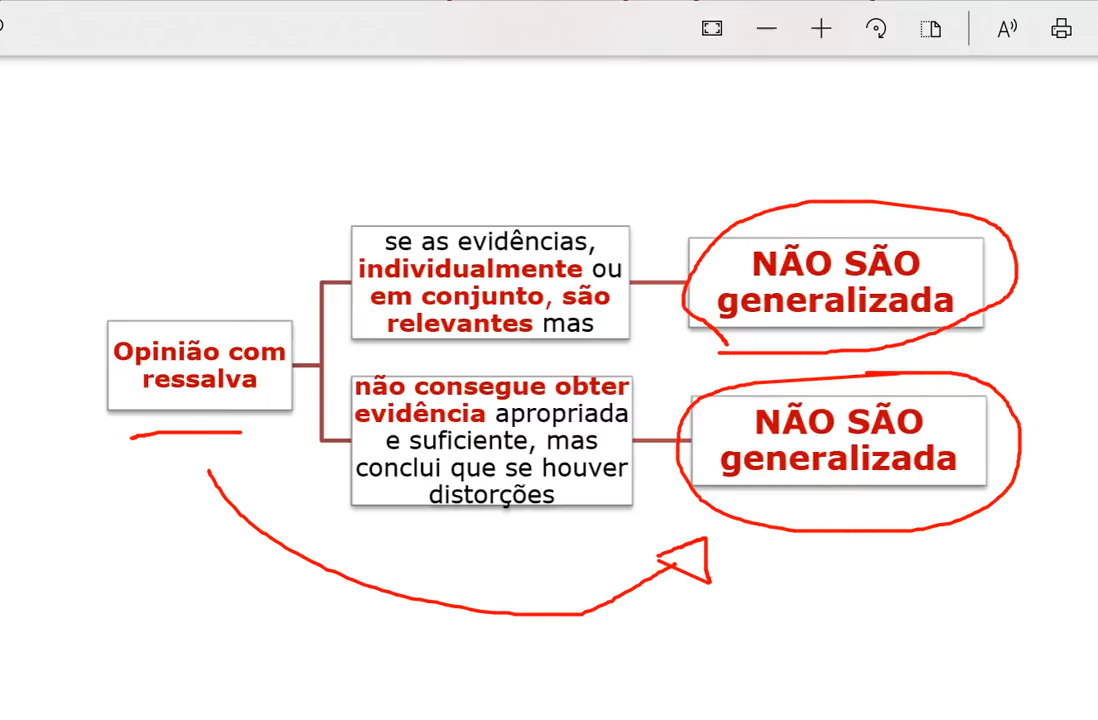 Opinião com
ressalva
se as evidências,
individualmente ou
em conjunto, são
relevantes mas
NÃO SÃO
generalizada
não consegue obter
evidência apropriada
e suficiente, mas
conclui que se houver
distorções
NÃO SÃO
generalizada